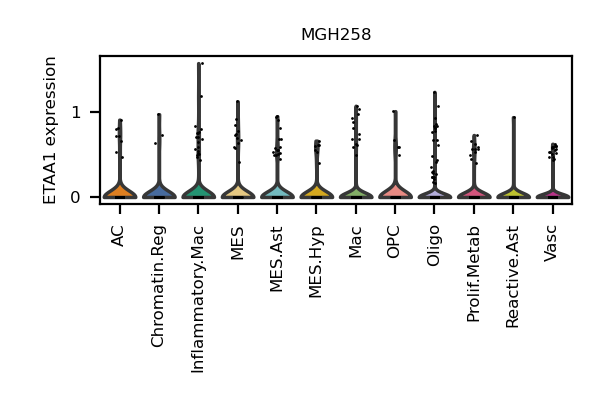 MGH258
ETAA1 expression
1
0
AC
Chromatin.Reg
Inflammatory.Mac
MES
MES.Ast
MES.Hyp
Mac
OPC
Oligo
Prolif.Metab
Reactive.Ast
Vasc